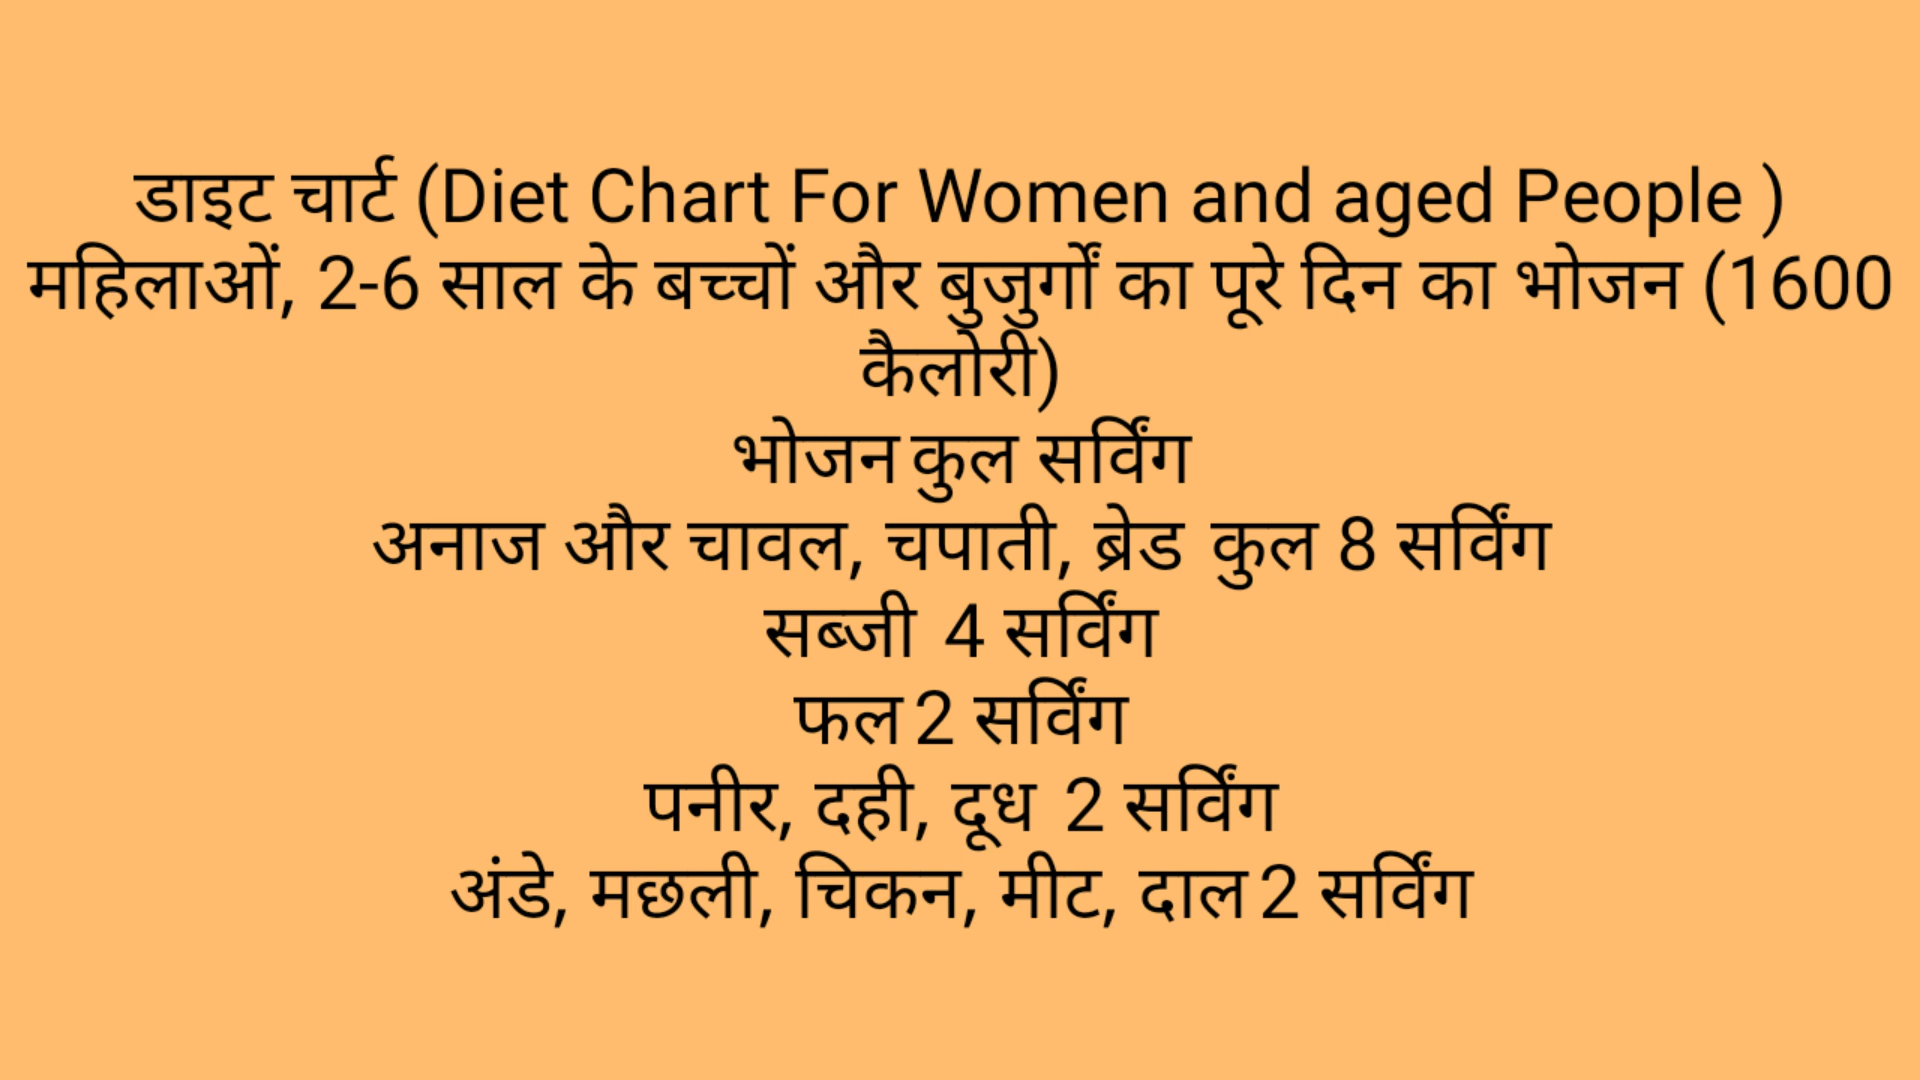 डाइट चार्ट (Diet Chart For Women and aged People )
महिलाओं, 2-6 साल के बच्चों और बुजुर्गों का पूरे दिन का भोजन (1600
कैलोरी)
भोजन कुल सर्विंग
अनाज और चावल, चपाती, ब्रेड कुल 8 सर्विंग
सब्जी 4 सर्विंग
फल 2 सर्विंग
पनीर, दही, दूध 2 सर्विंग
अंडे, मछली, चिकन, मीट, दाल 2 सर्विंग